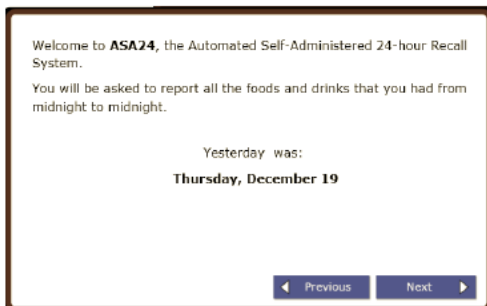 Welcome to ASA24, the Automated Self-Administered 24-hour Recall
System.
You will be asked to report all the foods and drinks that you had from
midnight to midnight.
Yesterday was:
Thursday, December 19
Previous
Next